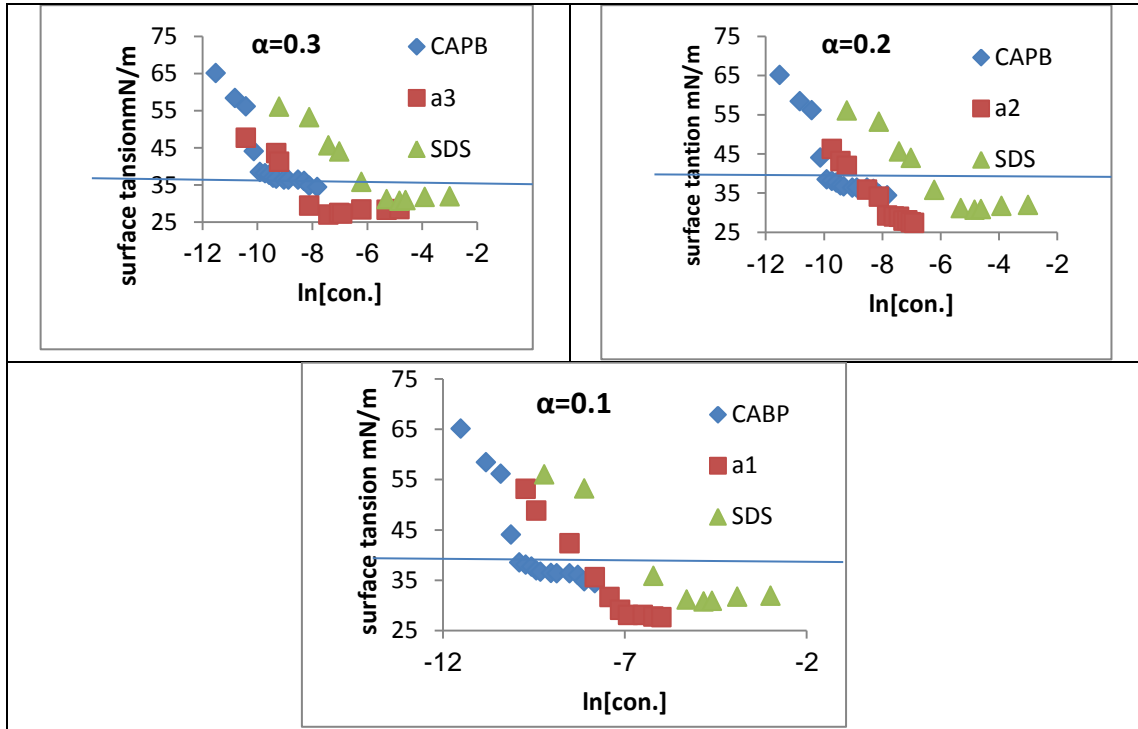 α=0.3
surface tansionmN/m
75
65
55
45
35
25
-12 -10 -8 -6 -4 -2
ln[con.]
CAPB
a3
SDS
α=0.2
surface tantion mN/m
75
65
55
45
35
25
-12 -10 -8 -6 -4 -2
ln[con.]
CAPB
a2
SDS
α=0.1
surface tansion mN/m
75
65
55
45
35
25
-12 -7 -2
ln[con.]
CABP
a1
SDS